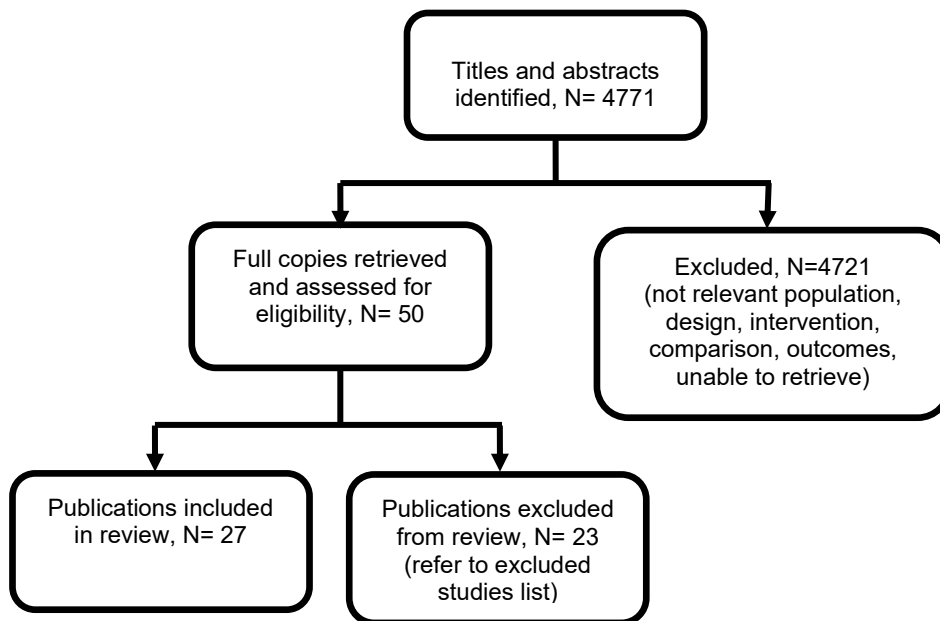 Titles and abstracts
identified, N= 4771
Full copies retrieved
and assessed for
eligibility, N= 50
Excluded, N=4721
(not relevant population,
design, intervention,
comparison, outcomes,
unable to retrieve)
Publications included
in review, N= 27
Publications excluded
from review, N= 23
(refer to excluded
studies list)